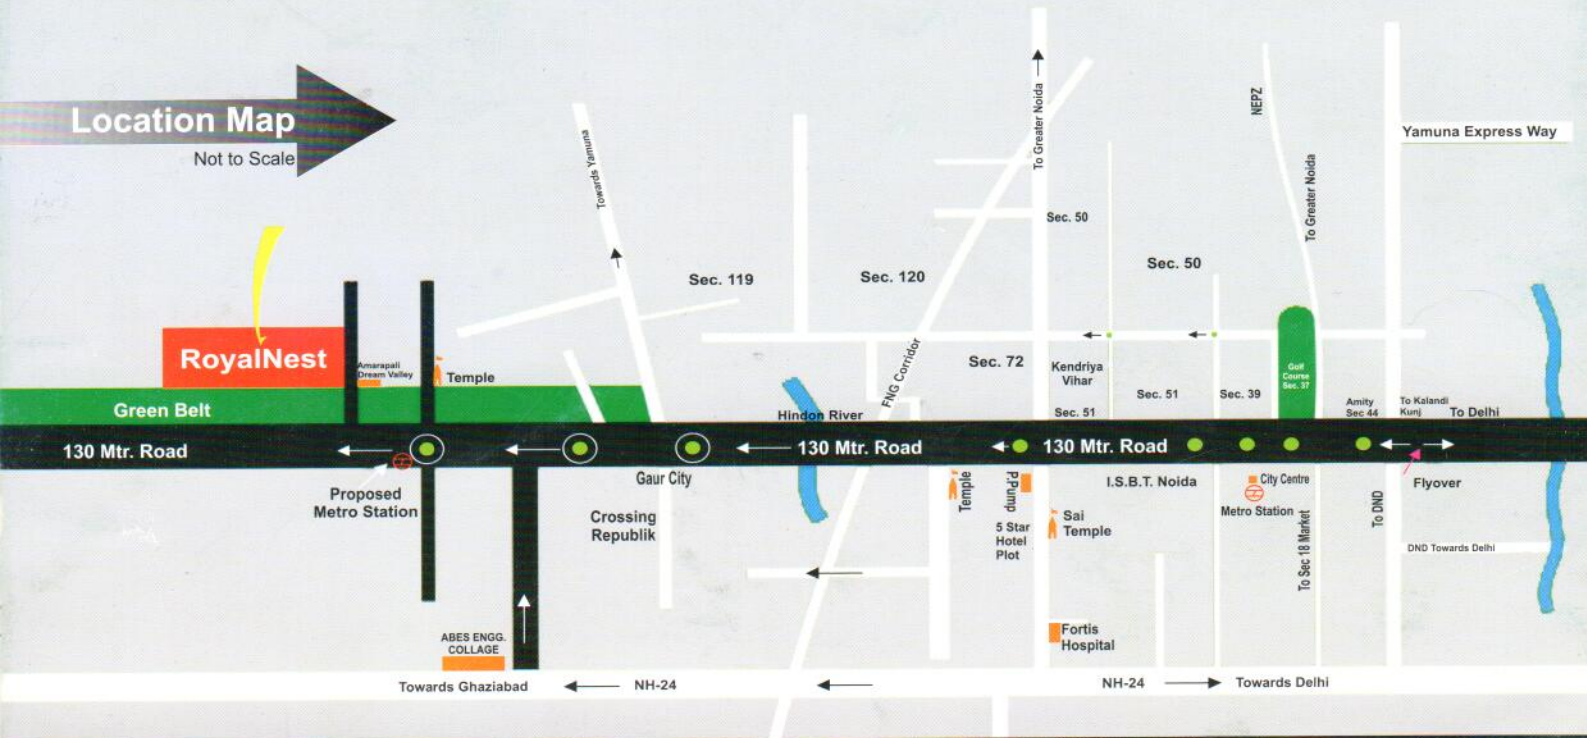 Location Map
Not to Scale
Towards Yamuna
To Greater Noida
NEPZ
To Greater Noida
Yamuna Express Way
Sec. 50
Sec. 50
Sec. 119
Sec. 120
RoyalNest
Amarapali
Dream Valley
Temple
FNG Corridor
Sec. 72
Kendriya
Vihar
Sec. 51
Sec. 51
Sec. 39
Golf
Course
Sec. 37
Amity
Sec 44
To Kalandi
Kunj
To Delhi
Green Belt
Hindon River
130 Mtr. Road
130 Mtr. Road
130 Mtr. Road
Proposed
Metro Station
Gaur City
Crossing
Republik
Temple
P.Pump
5 Star
Hotel
Plot
Sai
Temple
I.S.B.T. Noida
City Centre
Metro Station
To Sec 18 Market
To DND
Flyover
DND Towards Delhi
Fortis
Hospital
ABES ENGG.
COLLAGE
Towards Ghaziabad
NH-24
NH-24
Towards Delhi